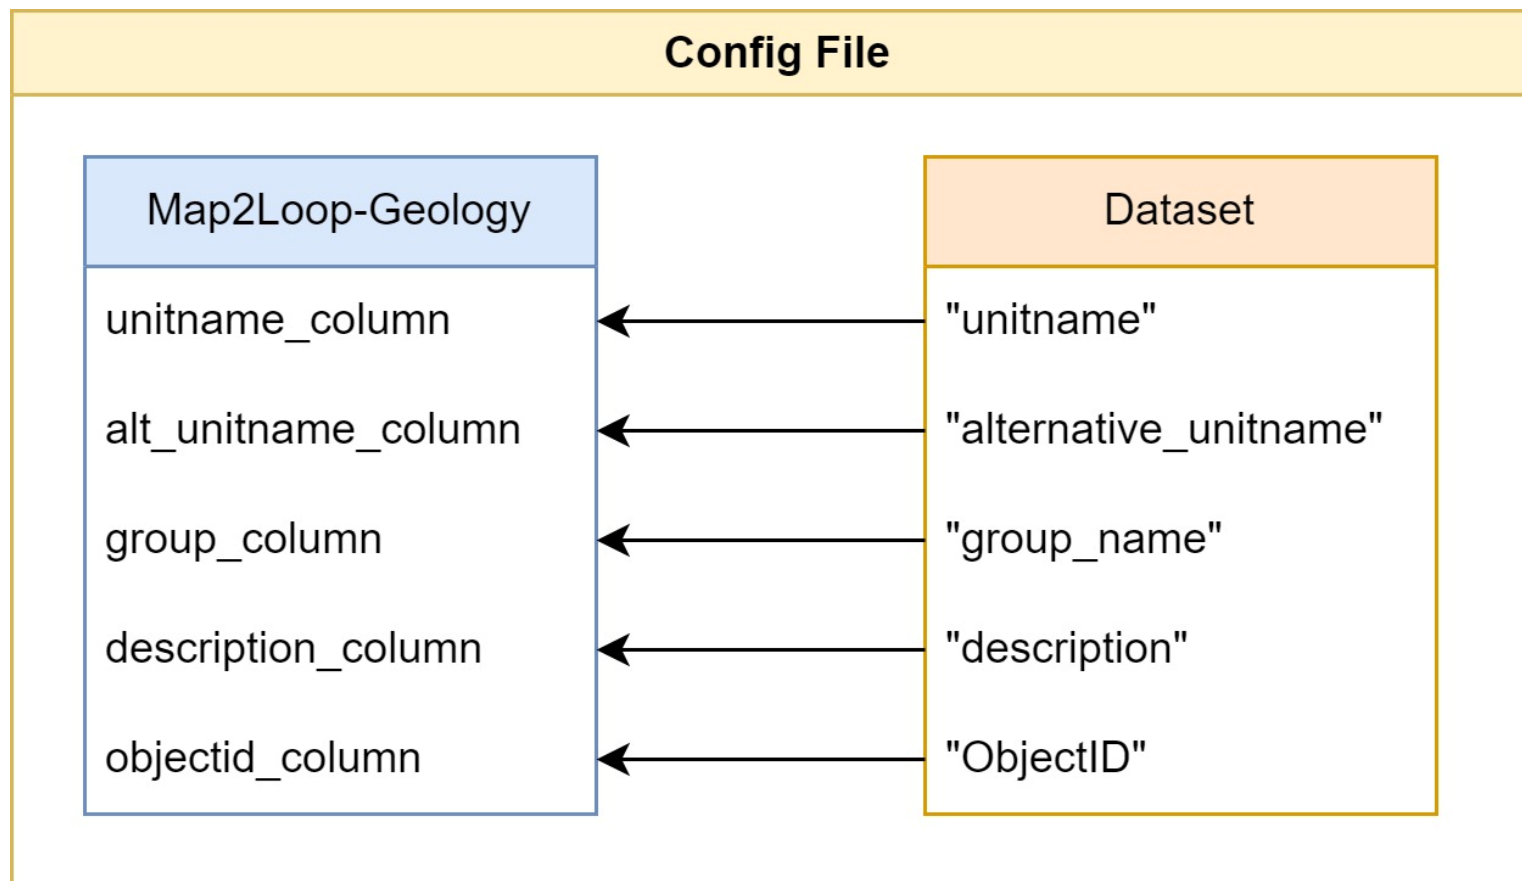 Config File
Map2Loop-Geology
Dataset
unitname_column
"unitname"
alt_unitname_column
"alternative_unitname"
group_column
"group_name"
description_column
"description"
objectid_column
"ObjectID"